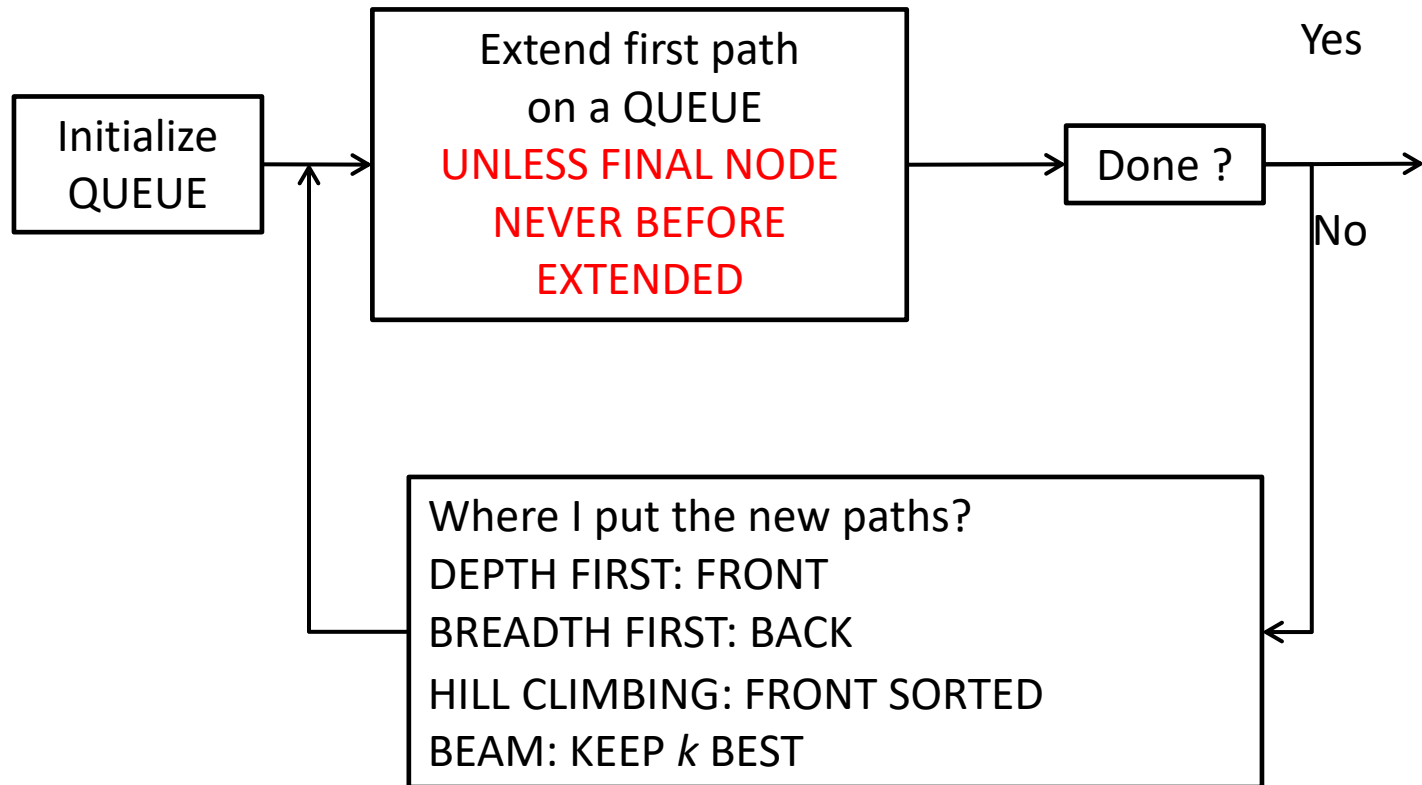 Initialize
QUEUE
Extend first path
on a QUEUE
UNLESS FINAL NODE
NEVER BEFORE
EXTENDED
Done ?
Yes
No
Where I put the new paths?
DEPTH FIRST: FRONT
BREADTH FIRST: BACK
HILL CLIMBING: FRONT SORTED
BEAM: KEEP k BEST